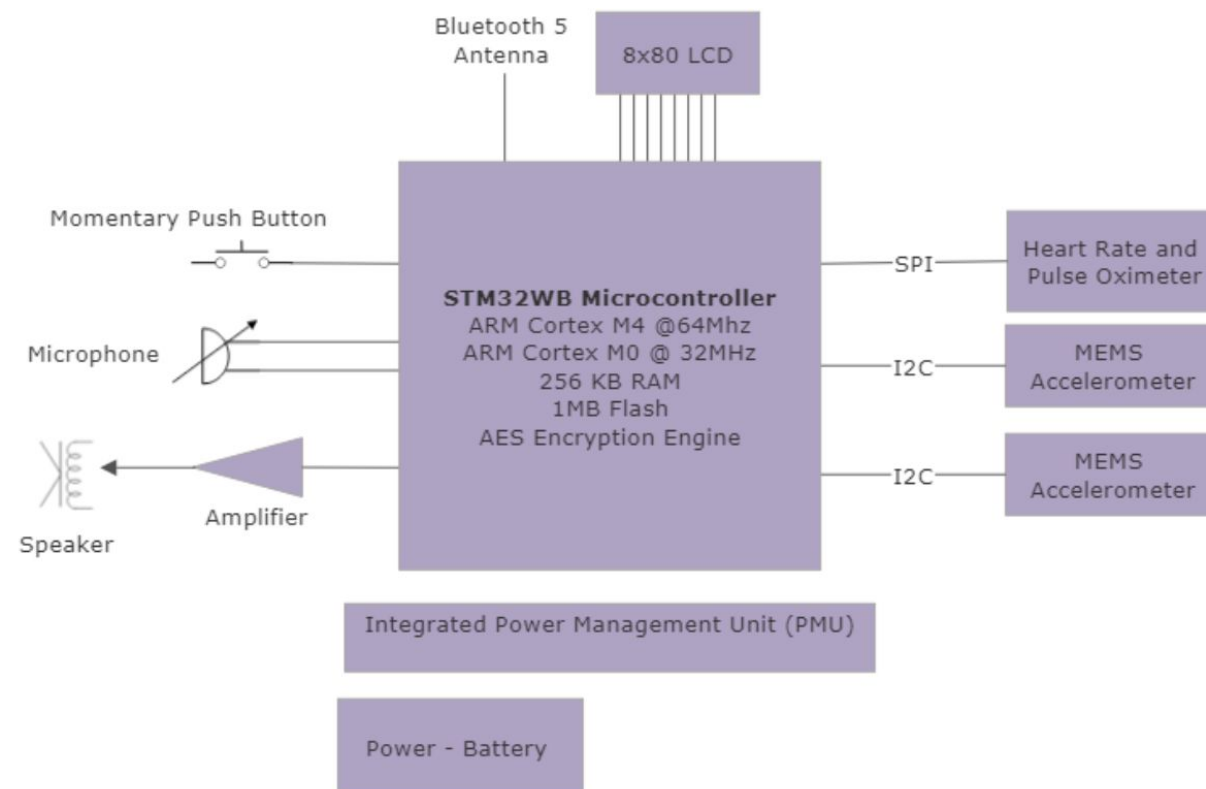 Bluetooth 5
Antenna
8x80 LCD
Momentary Push Button
Microphone
Speaker
Amplifier
STM32WB Microcontroller
ARM Cortex M4 @64Mhz
ARM Cortex M0 @ 32MHz
256 KB RAM
1MB Flash
AES Encryption Engine
SPI
Heart Rate and
Pulse Oximeter
I2C
MEMS
Accelerometer
I2C
MEMS
Accelerometer
Integrated Power Management Unit (PMU)
Power - Battery